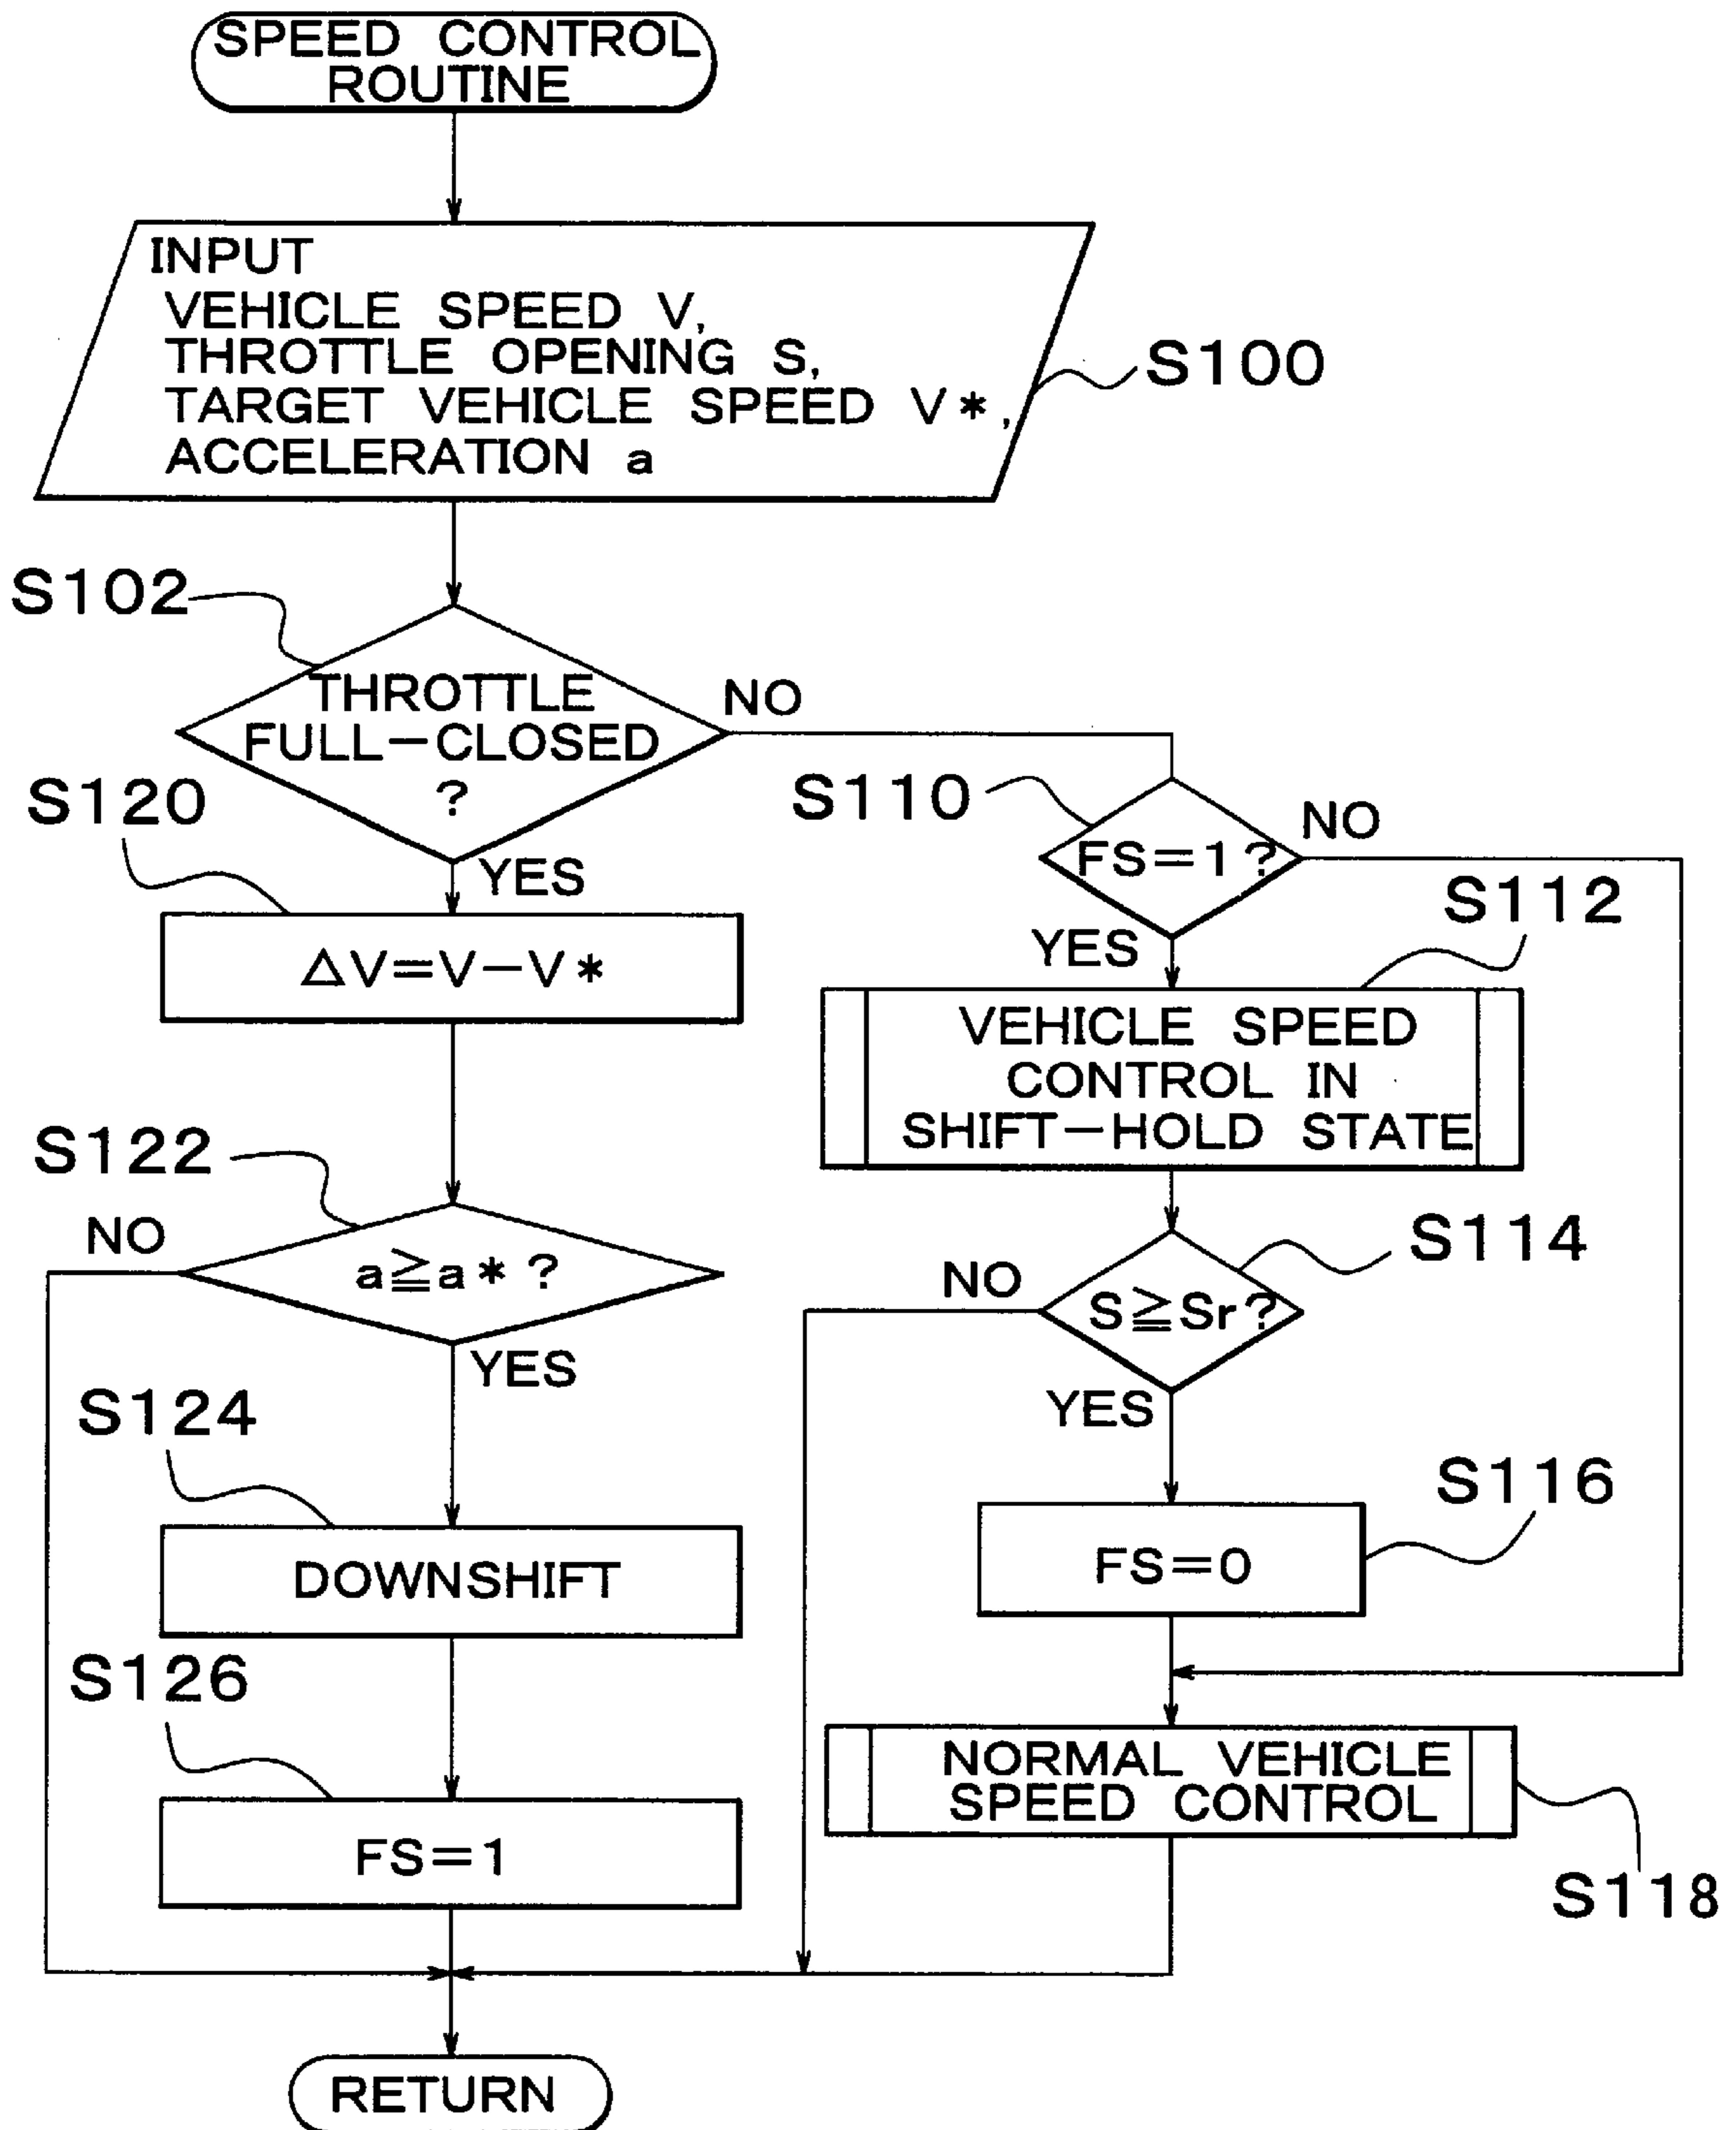 SPEED CONTROL
ROUTINE
INPUT
VEHICLE SPEED V,
THROTTLE OPENING S,
TARGET VEHICLE SPEED V*,
ACCELERATION a
S100
S102
THROTTLE
FULL-CLOSED
?
NO
YES
S110
FS=1?
NO
YES
S120
ΔV=V-V*
S112
VEHICLE SPEED
CONTROL IN
SHIFT-HOLD STATE
S122
NO
a≧a*?
YES
S114
NO
S≧Sr?
YES
S124
DOWNSHIFT
S116
FS=0
S126
FS=1
NORMAL VEHICLE
SPEED CONTROL
S118
RETURN